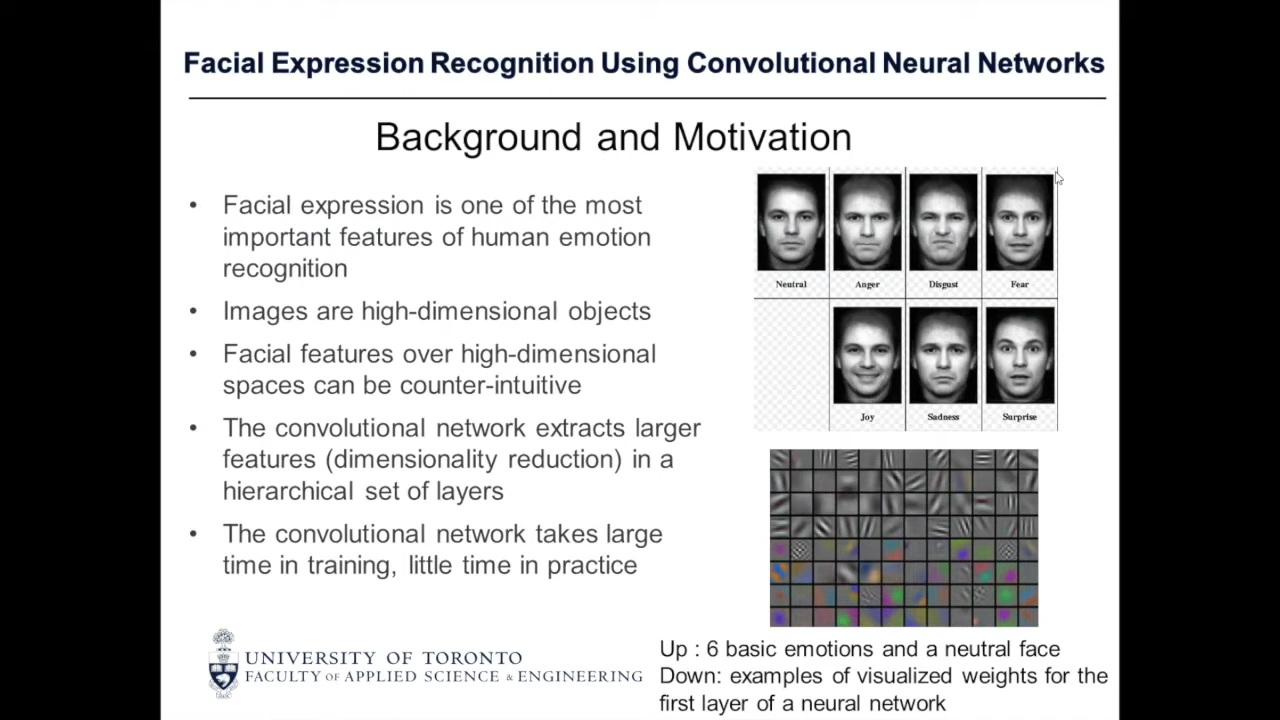 Facial Expression Recognition Using Convolutional Neural Networks
Background and Motivation
• Facial expression is one of the most
important features of human emotion
recognition
• Images are high-dimensional objects
• Facial features over high-dimensional
spaces can be counter-intuitive
• The convolutional network extracts larger
features (dimensionality reduction) in a
hierarchical set of layers
• The convolutional network takes large
time in training, little time in practice
Neutral Anger Disgust Fear
Joy Sadness Surprise
Up : 6 basic emotions and a neutral face
Down: examples of visualized weights for the
first layer of a neural network
UNIVERSITY OF TORONTO
FACULTY OF APPLIED SCIENCE & ENGINEERING